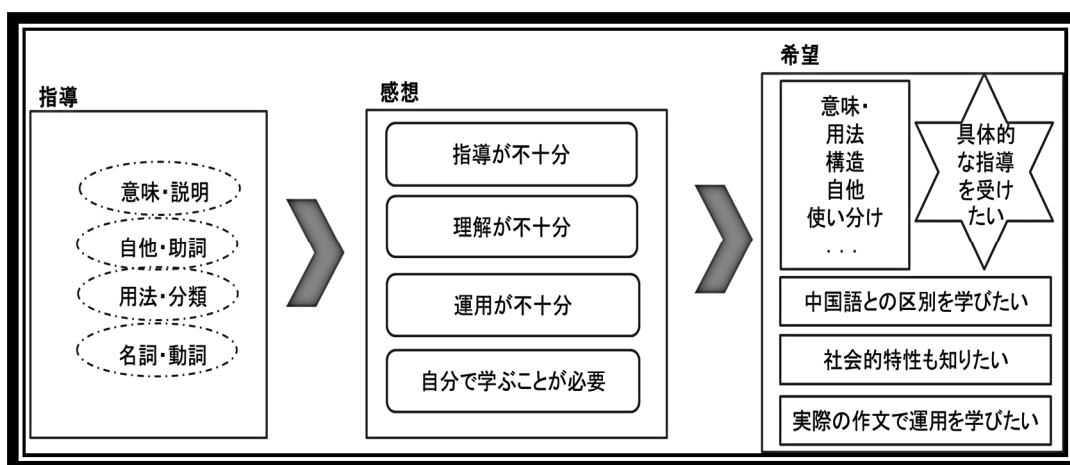 指導
意味・説明
自他・助詞
用法・分類
名詞・動詞
感想
指導が不十分
理解が不十分
運用が不十分
自分で学ぶことが必要
希望
意味・
用法
構造
自他
使い分け
...
具体的
な指導
を受け
たい
中国語との区別を学びたい
社会的特性も知りたい
実際の作文で運用を学びたい